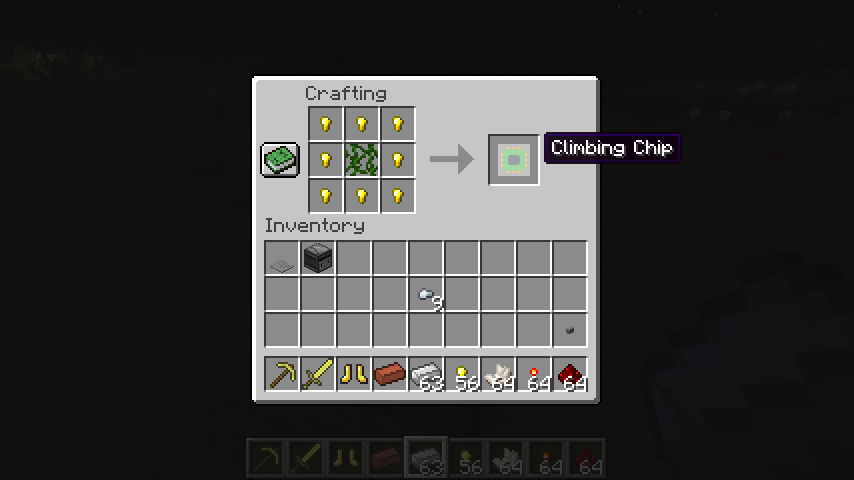 Crafting
Climbing Chip
Inventory
9
63 56 64 64 64
63 56 64 64 64